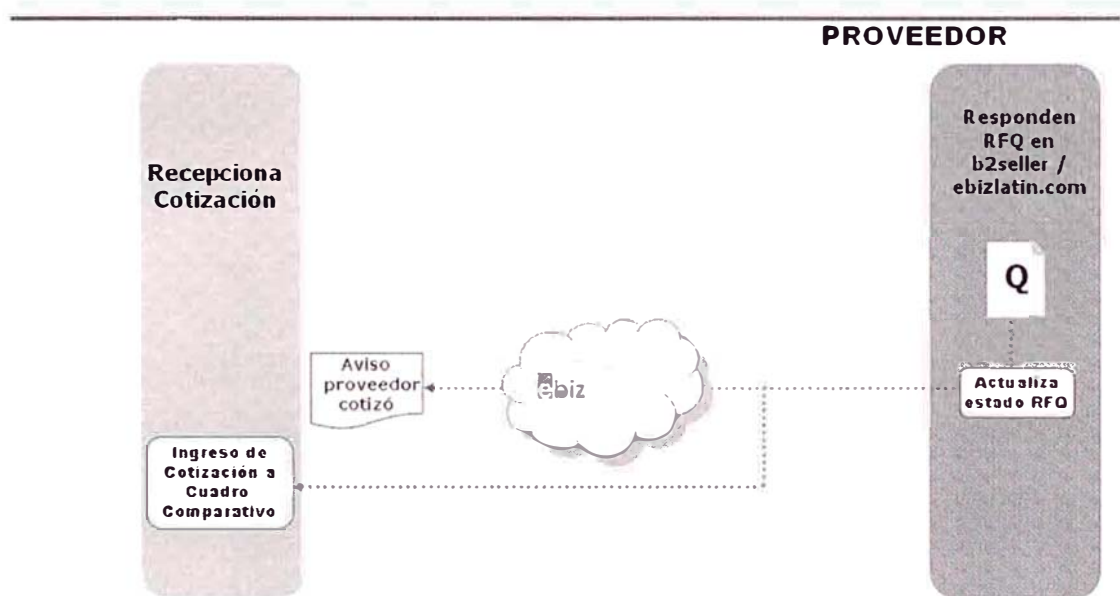 PROVEEDOR
Recepciona
Cotización
Responden
RFQ en
b2seller /
ebizlatin.com
Q
Aviso
proveedor
cotizó
ebiz
Actualiza
estado RFQ
Ingreso de
Cotización a
Cuadro
Comparativo